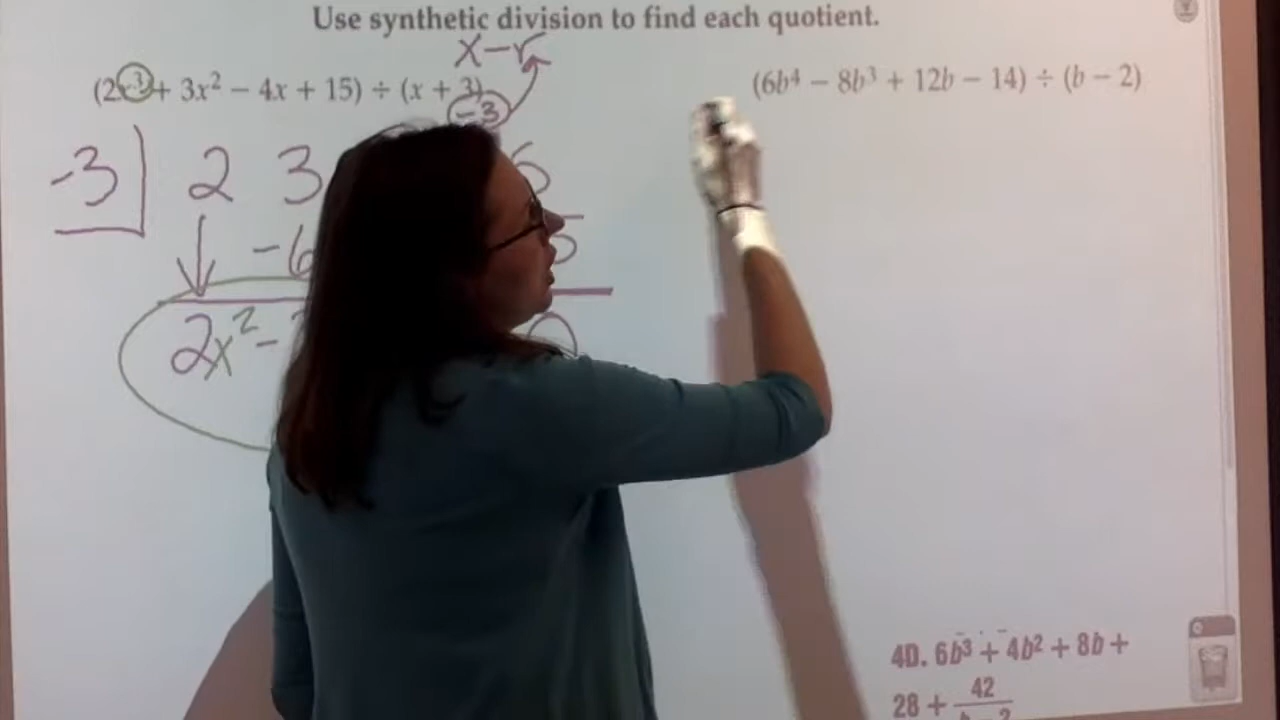 Use synthetic division to find each quotient.
x - r
(2x³ + 3x² - 4x + 15) ÷ (x + 3)
(6b⁴ - 8b³ + 12b - 14) ÷ (b - 2)
-3
-3 2 3
-6
2x² -
0
4D. 6b³ + 4b² + 8b +
28 + 42